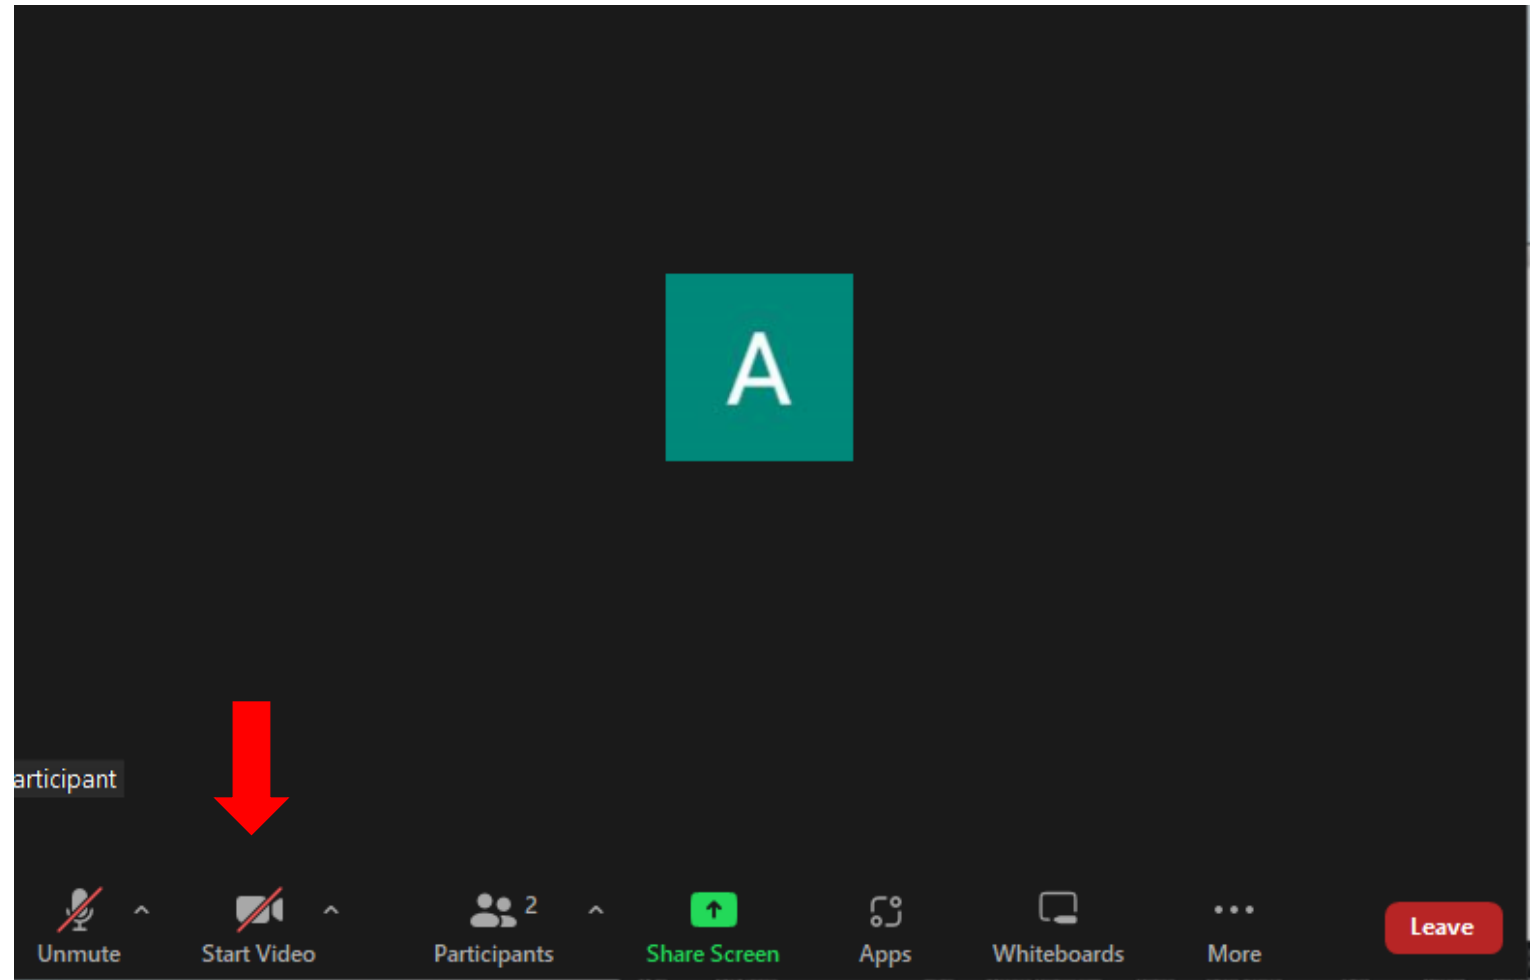 A
articipant
2
Unmute
Start Video
Participants
Share Screen
Apps
Whiteboards
More
Leave